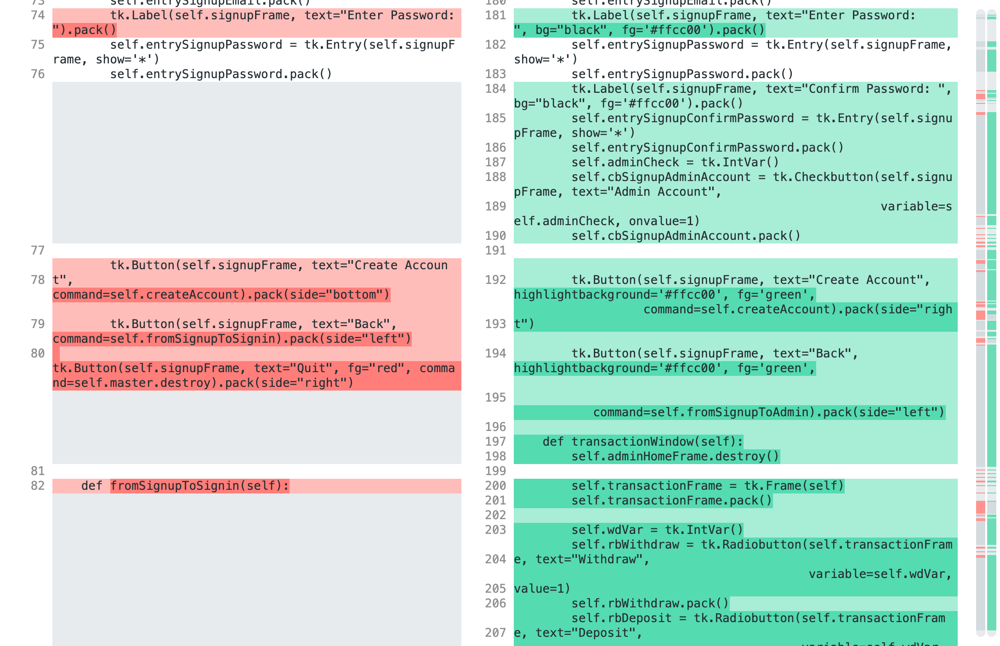 73 self.entrySignupEmail.pack()
74 tk.Label(self.signupFrame, text="Enter Password:
").pack()
75 self.entrySignupPassword = tk.Entry(self.signupF
rame, show='*')
76 self.entrySignupPassword.pack()
77
tk.Button(self.signupFrame, text="Create Accoun
78 t",
command=self.createAccount).pack(side="bottom")
79 tk.Button(self.signupFrame, text="Back",
command=self.fromSignupToSignin).pack(side="left")
80
tk.Button(self.signupFrame, text="Quit", fg="red", comma
nd=self.master.destroy).pack(side="right")
81
82 def fromSignupToSignin(self):
180 self.entrySignupEmail.pack()
181 tk.Label(self.signupFrame, text="Enter Password:
", bg="black", fg='#ffcc00').pack()
182 self.entrySignupPassword = tk.Entry(self.signupFrame,
show='*')
183 self.entrySignupPassword.pack()
184 tk.Label(self.signupFrame, text="Confirm Password: ",
bg="black", fg='#ffcc00').pack()
185 self.entrySignupConfirmPassword = tk.Entry(self.signu
pFrame, show='*')
186 self.entrySignupConfirmPassword.pack()
187 self.adminCheck = tk.IntVar()
188 self.cbSignupAdminAccount = tk.Checkbutton(self.signu
pFrame, text="Admin Account",
189 variable=s
elf.adminCheck, onvalue=1)
190 self.cbSignupAdminAccount.pack()
191
192 tk.Button(self.signupFrame, text="Create Account",
highlightbackground='#ffcc00', fg='green',
command=self.createAccount).pack(side="righ
193 t")
194 tk.Button(self.signupFrame, text="Back",
highlightbackground='#ffcc00', fg='green',
195
command=self.fromSignupToAdmin).pack(side="left")
196
197 def transactionWindow(self):
198 self.adminHomeFrame.destroy()
199
200 self.transactionFrame = tk.Frame(self)
201 self.transactionFrame.pack()
202
203 self.wdVar = tk.IntVar()
self.rbWithdraw = tk.Radiobutton(self.transactionFram
204 e, text="Withdraw",
variable=self.wdVar,
205 value=1)
206 self.rbWithdraw.pack()
self.rbDeposit = tk.Radiobutton(self.transactionFram
207 e, text="Deposit",
variable=self.wdVar